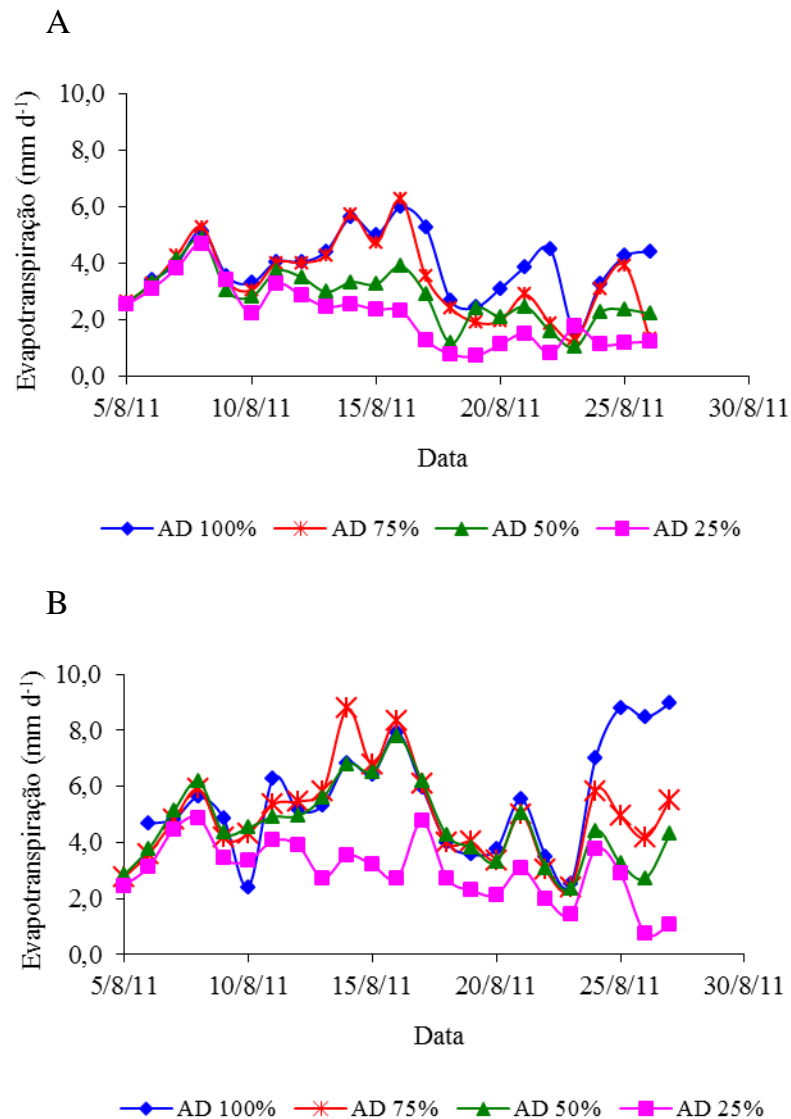 A
Evapotranspiração (mm d-1)
10,0
8,0
6,0
4,0
2,0
0,0
5/8/11 10/8/11 15/8/11 20/8/11 25/8/11 30/8/11
Data
AD 100% AD 75% AD 50% AD 25%
B
Evapotranspiração (mm d-1)
10,0
8,0
6,0
4,0
2,0
0,0
5/8/11 10/8/11 15/8/11 20/8/11 25/8/11 30/8/11
Data
AD 100% AD 75% AD 50% AD 25%